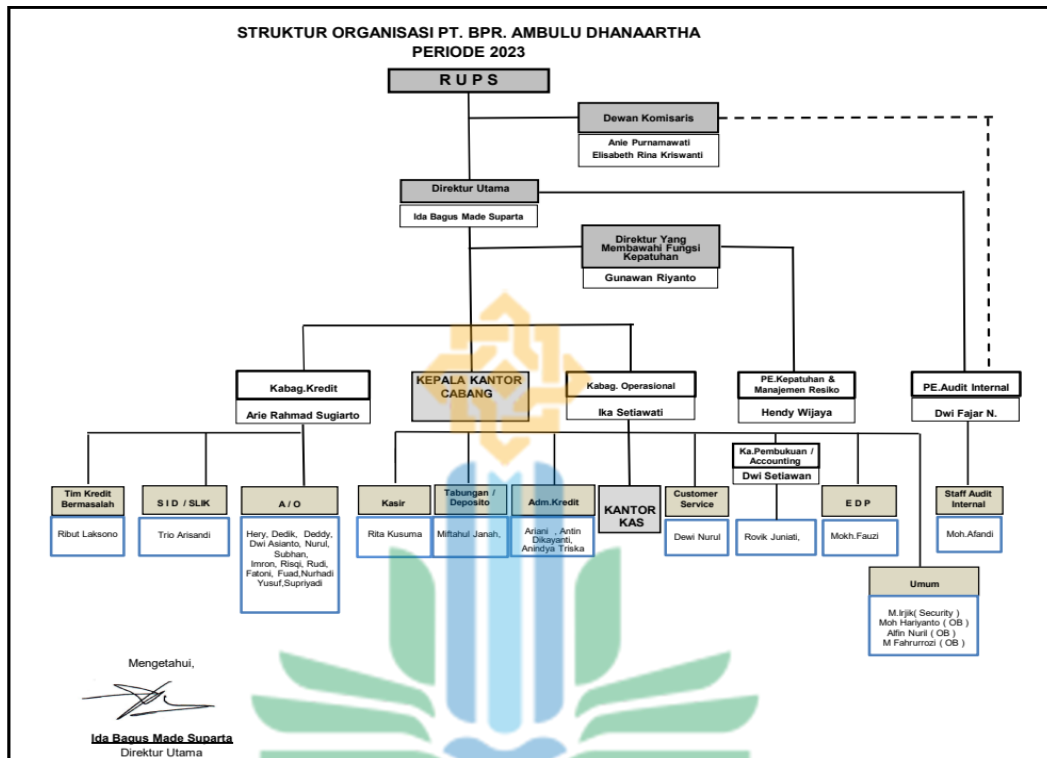 STRUKTUR ORGANISASI PT. BPR. AMBULU DHANAARTHA
PERIODE 2023
R U P S
Dewan Komisaris
Anie Purnamawati
Elisabeth Rina Kriswanti
Direktur Utama
Ida Bagus Made Suparta
Direktur Yang
Membawahi Fungsi
Kepatuhan
Gunawan Riyanto
Kabag.Kredit
Arie Rahmad Sugiarto
KEPALA KANTOR
CABANG
Kabag. Operasional
Ika Setiawati
PE.Kepatuhan &
Manajemen Resiko
Hendy Wijaya
PE.Audit Internal
Dwi Fajar N.
Tim Kredit
Bermasalah
Ribut Laksono
S I D / SLIK
Trio Arisandi
A / O
Hery, Dedik, Deddy,
Dwi Asianto, Nurul,
Subhan,
Imron, Risqi, Rudi,
Fatoni, Fuad,Nurhadi
Yusuf,Supriyadi
Kasir
Rita Kusuma
Tabungan /
Deposito
Miftahul Janah,
Adm.Kredit
Ariani , Antin
Dikayanti,
Anindya Triska
KANTOR
KAS
Customer
Service
Dewi Nurul
Ka.Pembukuan /
Accounting
Dwi Setiawan
Rovik Juniati,
E D P
Mokh.Fauzi
Staff Audit
Internal
Moh.Afandi
Umum
M.Irjik( Security )
Moh Hariyanto ( OB )
Alfin Nuril ( OB )
M Fahrurrozi ( OB )
Mengetahui,
Ida Bagus Made Suparta
Direktur Utama